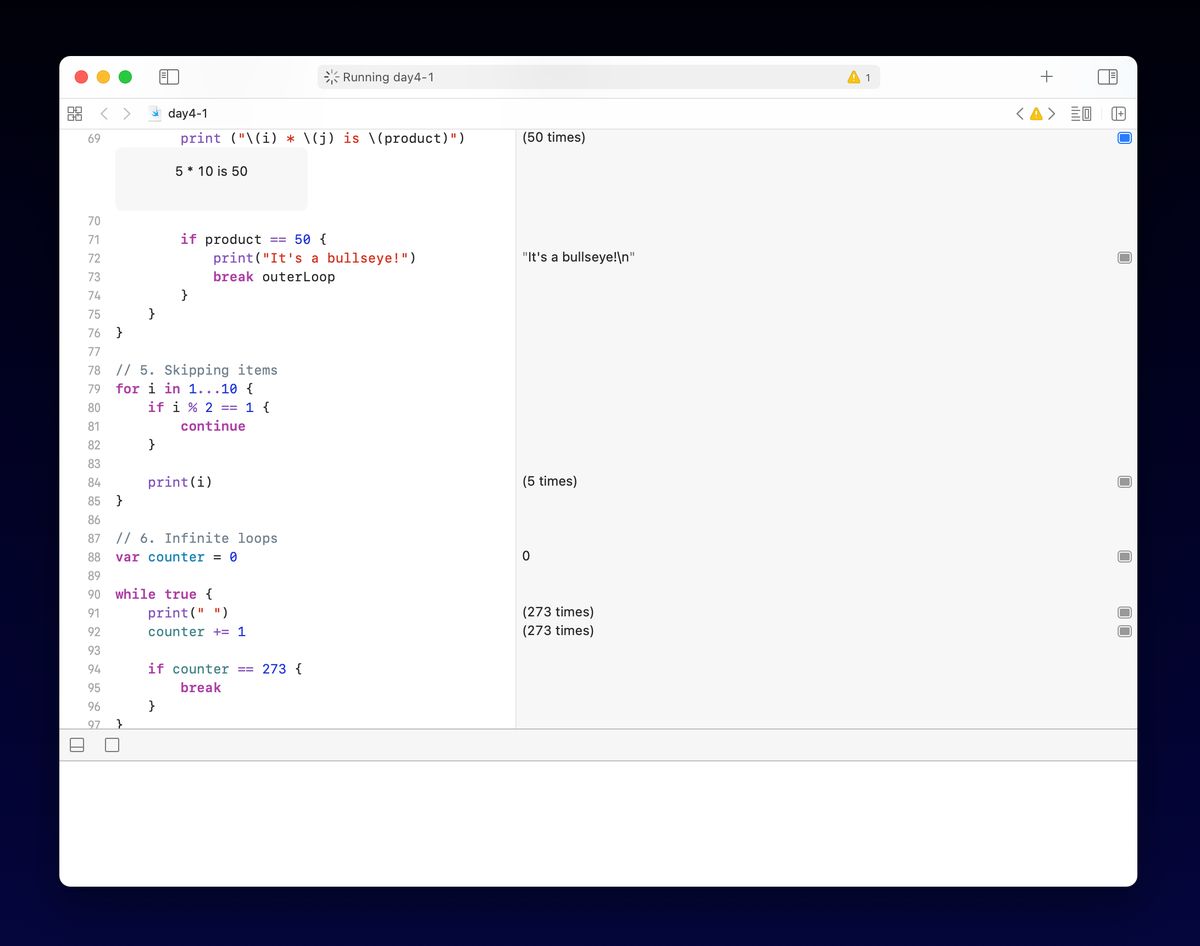 Running day4-1 1
day4-1
69 print ("\(i) * \(j) is \(product)") (50 times)
5 * 10 is 50
70
71 if product == 50 {
72 print("It's a bullseye!") "It's a bullseye!\n"
73 break outerLoop
74 }
75 }
76 }
77
78 // 5. Skipping items
79 for i in 1...10 {
80 if i % 2 == 1 {
81 continue
82 }
83
84 print(i) (5 times)
85 }
86
87 // 6. Infinite loops
88 var counter = 0 0
89
90 while true {
91 print(" ") (273 times)
92 counter += 1 (273 times)
93
94 if counter == 273 {
95 break
96 }
97 }